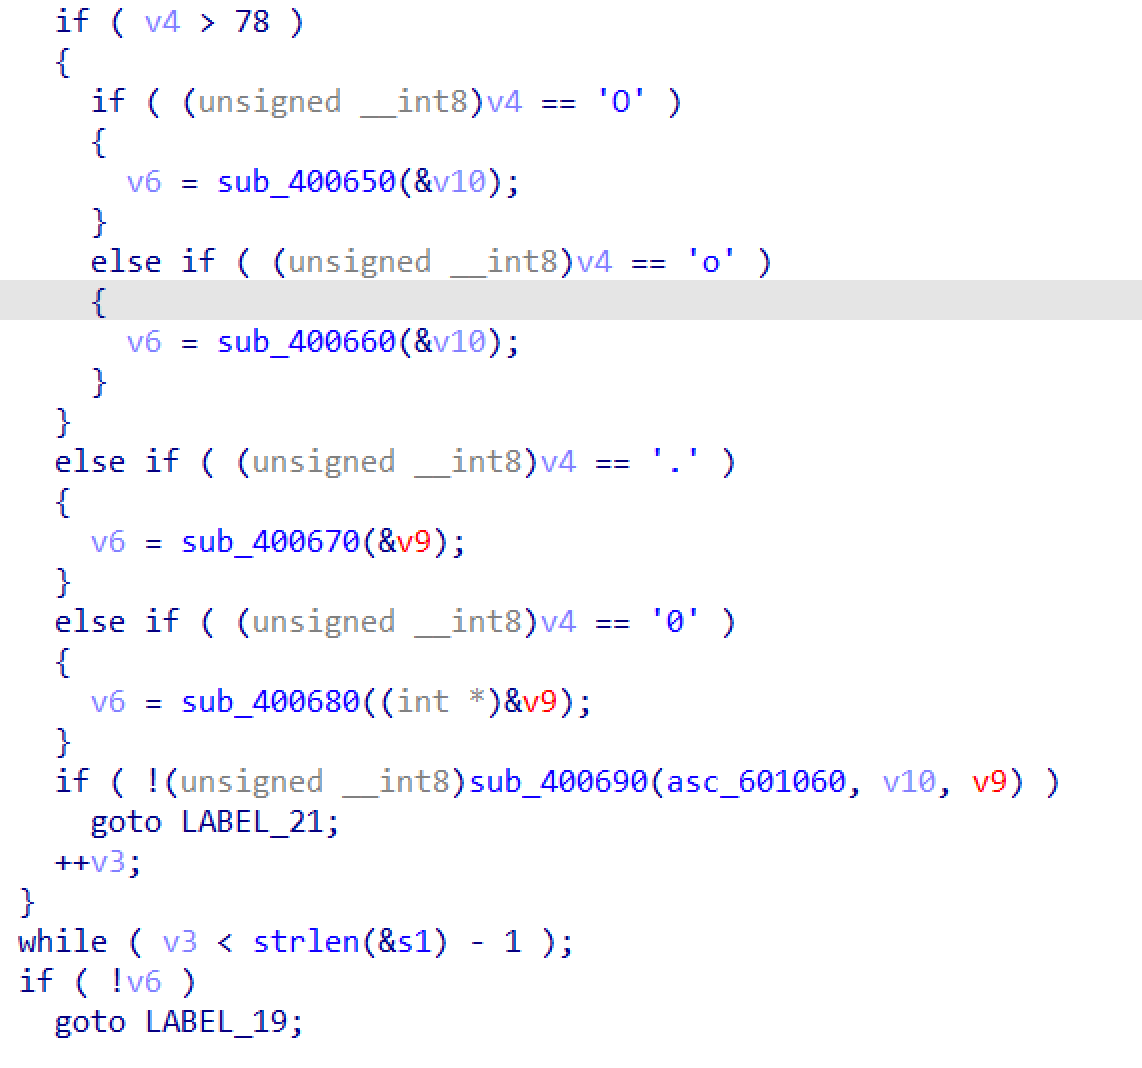 if ( v4 > 78 )
{
if ( (unsigned __int8)v4 == 'O' )
{
v6 = sub_400650(&v10);
}
else if ( (unsigned __int8)v4 == 'o' )
{
v6 = sub_400660(&v10);
}
}
else if ( (unsigned __int8)v4 == '.' )
{
v6 = sub_400670(&v9);
}
else if ( (unsigned __int8)v4 == '0' )
{
v6 = sub_400680((int *)&v9);
}
if ( !(unsigned __int8)sub_400690(asc_601060, v10, v9) )
goto LABEL_21;
++v3;
}
while ( v3 < strlen(&s1) - 1 );
if ( !v6 )
goto LABEL_19;